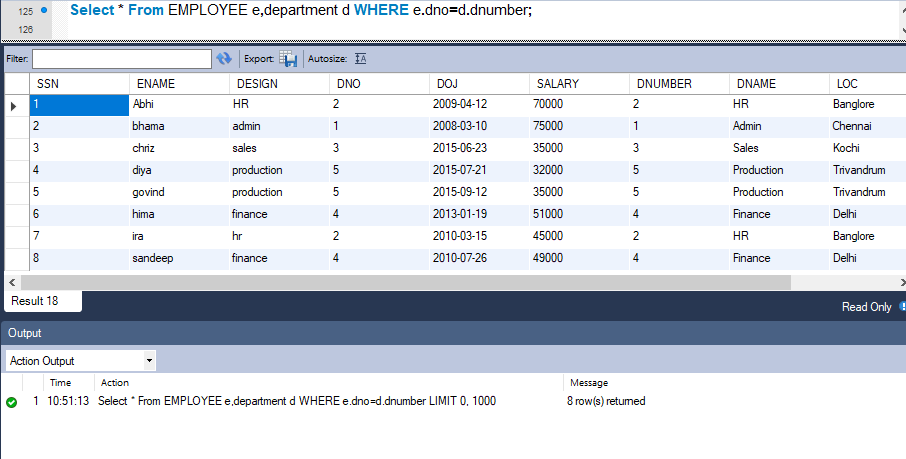 125 Select * From EMPLOYEE e,department d WHERE e.dno=d.dnumber;
126
Filter: Export: Autosize:
SSN ENAME DESIGN DNO DOJ SALARY DNUMBER DNAME LOC
1 Abhi HR 2 2009-04-12 70000 2 HR Banglore
2 bhama admin 1 2008-03-10 75000 1 Admin Chennai
3 chriz sales 3 2015-06-23 35000 3 Sales Kochi
4 diya production 5 2015-07-21 32000 5 Production Trivandrum
5 govind production 5 2015-09-12 35000 5 Production Trivandrum
6 hima finance 4 2013-01-19 51000 4 Finance Delhi
7 ira hr 2 2010-03-15 45000 2 HR Banglore
8 sandeep finance 4 2010-07-26 49000 4 Finance Delhi
Result 18
Read Only
Output
Action Output
Time Action Message
1 10:51:13 Select * From EMPLOYEE e,department d WHERE e.dno=d.dnumber LIMIT 0, 1000 8 row(s) returned